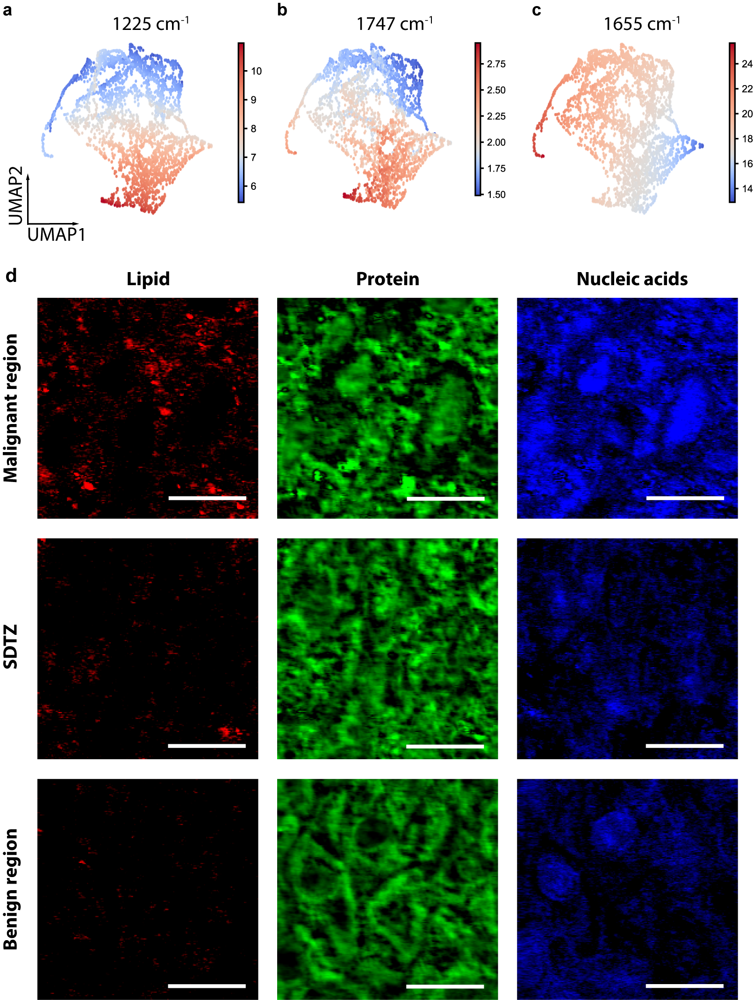 a
b
c
1225 cm-1
1747 cm-1
1655 cm-1
10
9
8
7
6
2.75
2.50
2.25
2.00
1.75
1.50
24
22
20
18
16
14
UMAP2
UMAP1
d
Lipid
Protein
Nucleic acids
Malignant region
SDTZ
Benign region